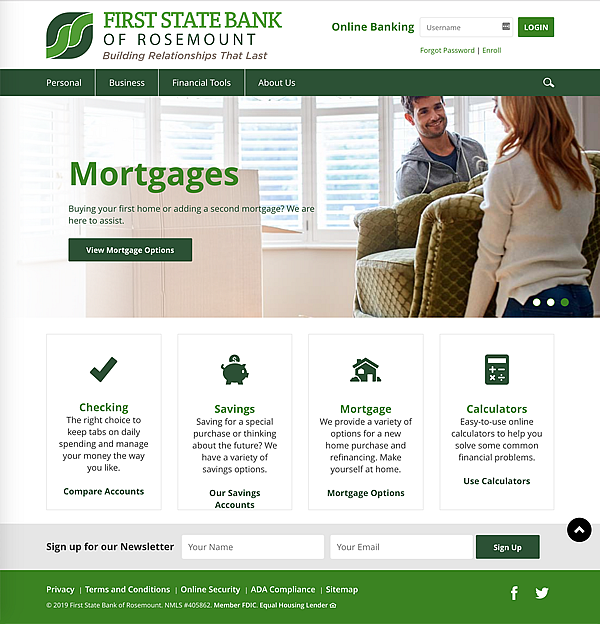 FIRST STATE BANK
OF ROSEMOUNT
Building Relationships That Last
Online Banking
Username
LOGIN
Forgot Password | Enroll
Personal
Business
Financial Tools
About Us
Mortgages
Buying your first home or adding a second mortgage? We are
here to assist.
View Mortgage Options
Checking
The right choice to
keep tabs on daily
spending and manage
your money the way
you like.
Compare Accounts
Savings
Saving for a special
purchase or thinking
about the future? We
have a variety of
savings options.
Our Savings
Accounts
Mortgage
We provide a variety of
options for a new
home purchase and
refinancing. Make
yourself at home.
Mortgage Options
Calculators
Easy-to-use online
calculators to help you
solve some common
financial problems.
Use Calculators
Sign up for our Newsletter
Your Name
Your Email
Sign Up
Privacy | Terms and Conditions | Online Security | ADA Compliance | Sitemap
© 2019 First State Bank of Rosemount. NMLS #405862. Member FDIC. Equal Housing Lender